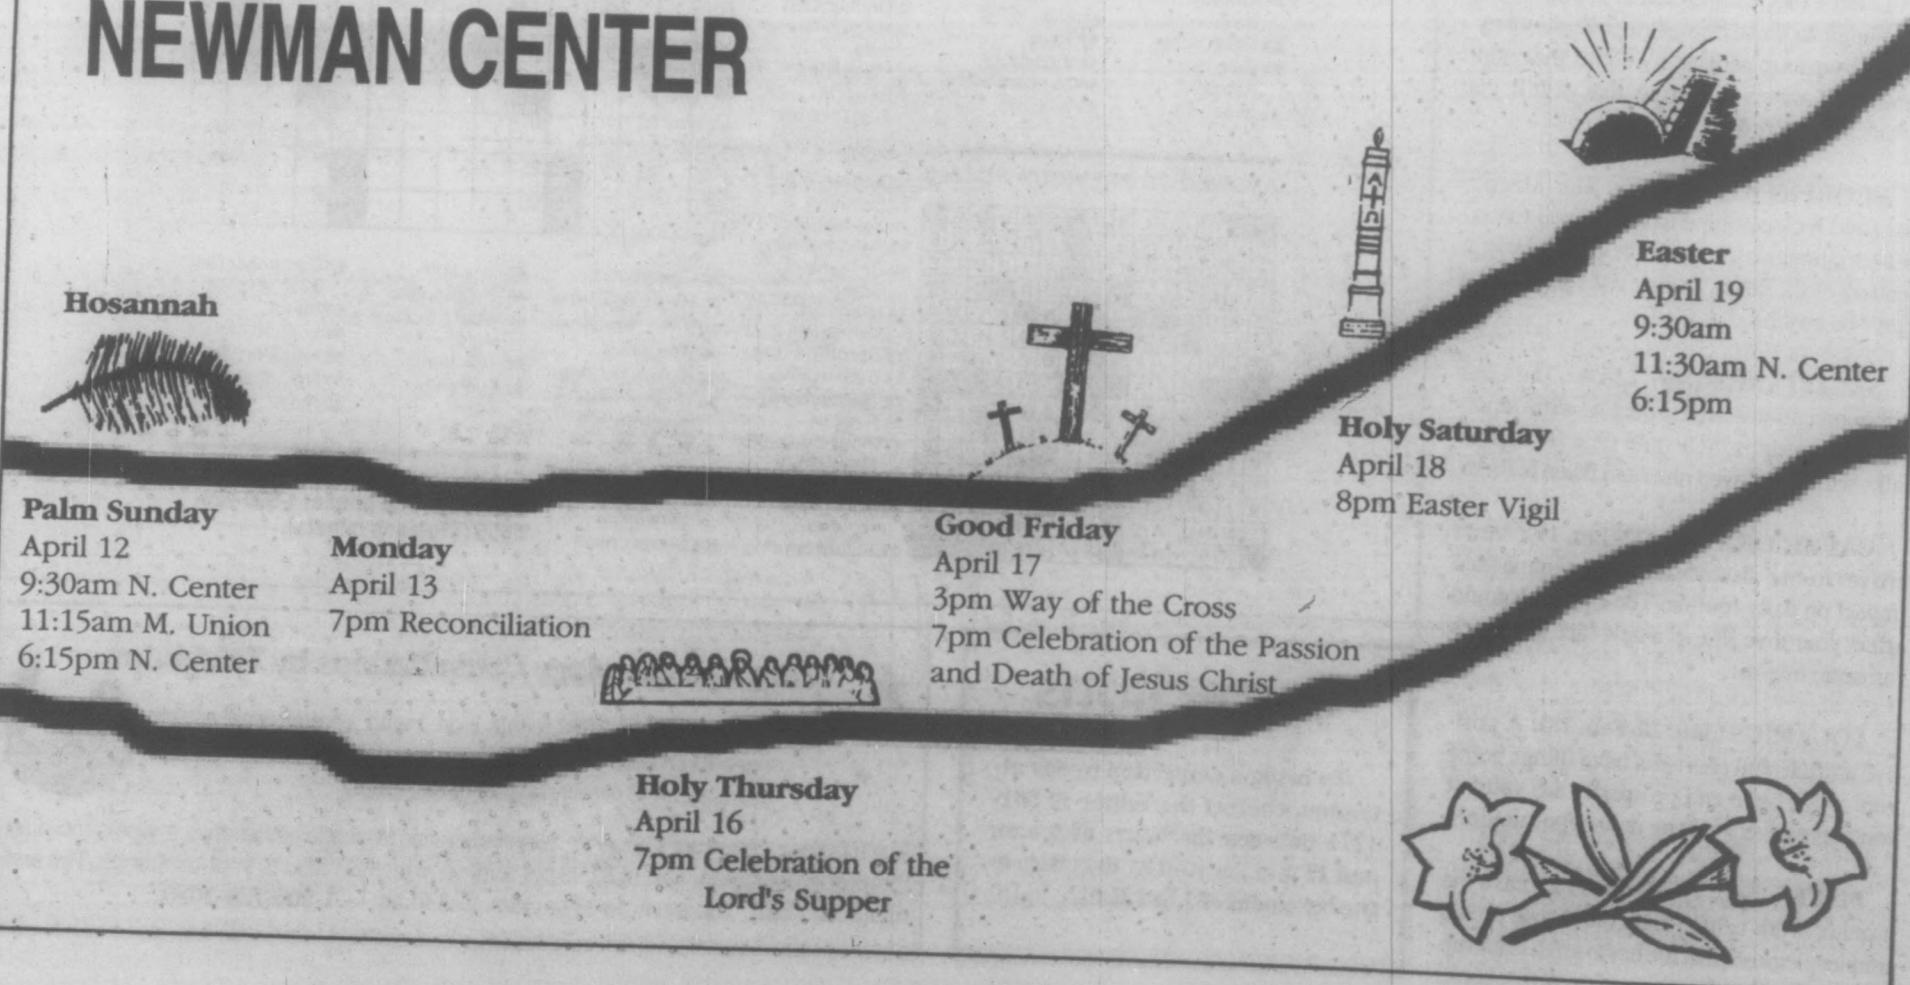 NEWMAN CENTER
Hosannah
Palm Sunday
April 12
9:30am N. Center
11:15am M. Union
6:15pm N. Center
Monday
April 13
7pm Reconciliation
Holy Thursday
April 16
7pm Celebration of the
Lord's Supper
Good Friday
April 17
3pm Way of the Cross
7pm Celebration of the Passion
and Death of Jesus Christ
Holy Saturday
April 18
8pm Easter Vigil
Easter
April 19
9:30am
11:30am N. Center
6:15pm